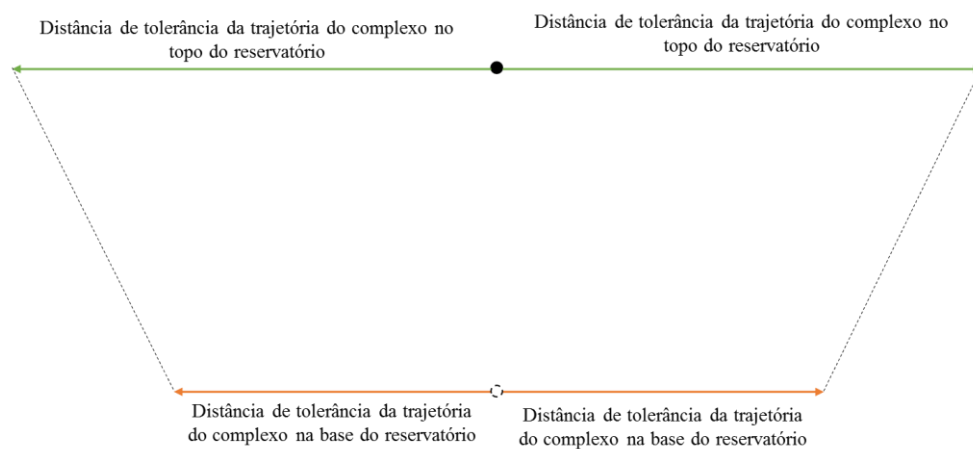 Distância de tolerância da trajetória do complexo no
topo do reservatório
Distância de tolerância da trajetória do complexo no
topo do reservatório
Distância de tolerância da trajetória
do complexo na base do reservatório
Distância de tolerância da trajetória
do complexo na base do reservatório